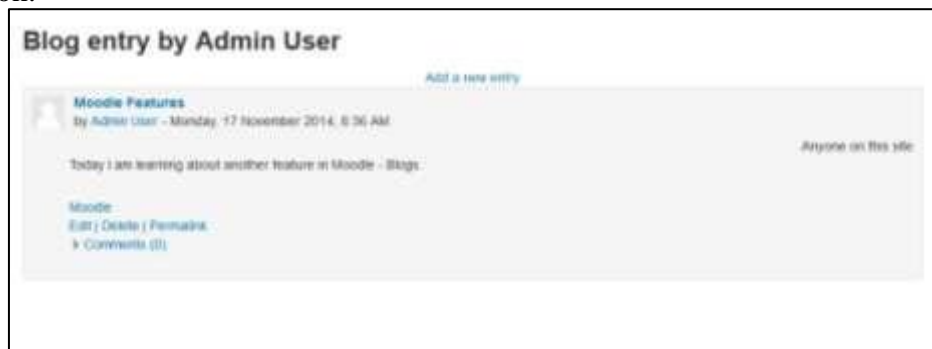 on.
Blog entry by Admin User
Add a new entry
Moodle Features
by Admin User - Monday, 17 November 2014, 8:36 AM
Anyone on this site
Today I am learning about another feature in Moodle - Blogs.
Moodle
Edit | Delete | Permalink
Comments (0)